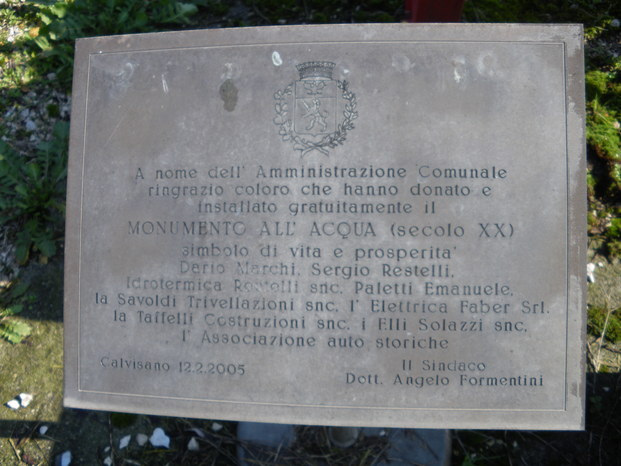 A nome dell' Amministrazione Comunale
ringrazio coloro che hanno donato e
installato gratuitamente il
MONUMENTO ALL' ACQUA (secolo XX)
simbolo di vita e prosperita'
Dario Marchi, Sergio Restelli,
Idrotermica Restelli snc, Paletti Emanuele,
la Savoldi Trivellazioni snc, l' Elettrica Faber Srl,
la Taffelli Costruzioni snc, i Flli Solazzi snc,
l' Associazione auto storiche
Calvisano 12.2.2005
Il Sindaco
Dott. Angelo Formentini